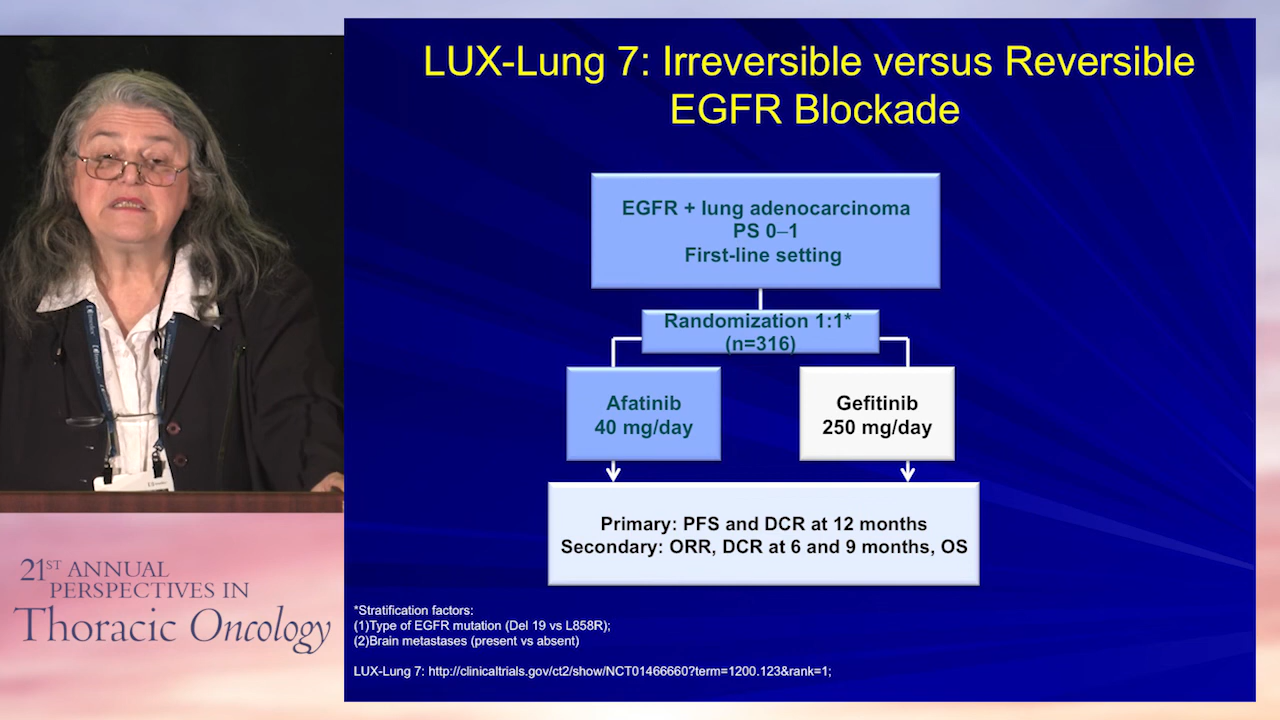 LUX-Lung 7: Irreversible versus Reversible
EGFR Blockade
EGFR + lung adenocarcinoma
PS 0–1
First-line setting
Randomization 1:1*
(n=316)
Afatinib
40 mg/day
Gefitinib
250 mg/day
Primary: PFS and DCR at 12 months
Secondary: ORR, DCR at 6 and 9 months, OS
*Stratification factors:
(1)Type of EGFR mutation (Del 19 vs L858R);
(2)Brain metastases (present vs absent)
LUX-Lung 7: http://clinicaltrials.gov/ct2/show/NCT01466660?term=1200.123&rank=1;
21ST ANNUAL
PERSPECTIVES IN
Thoracic Oncology